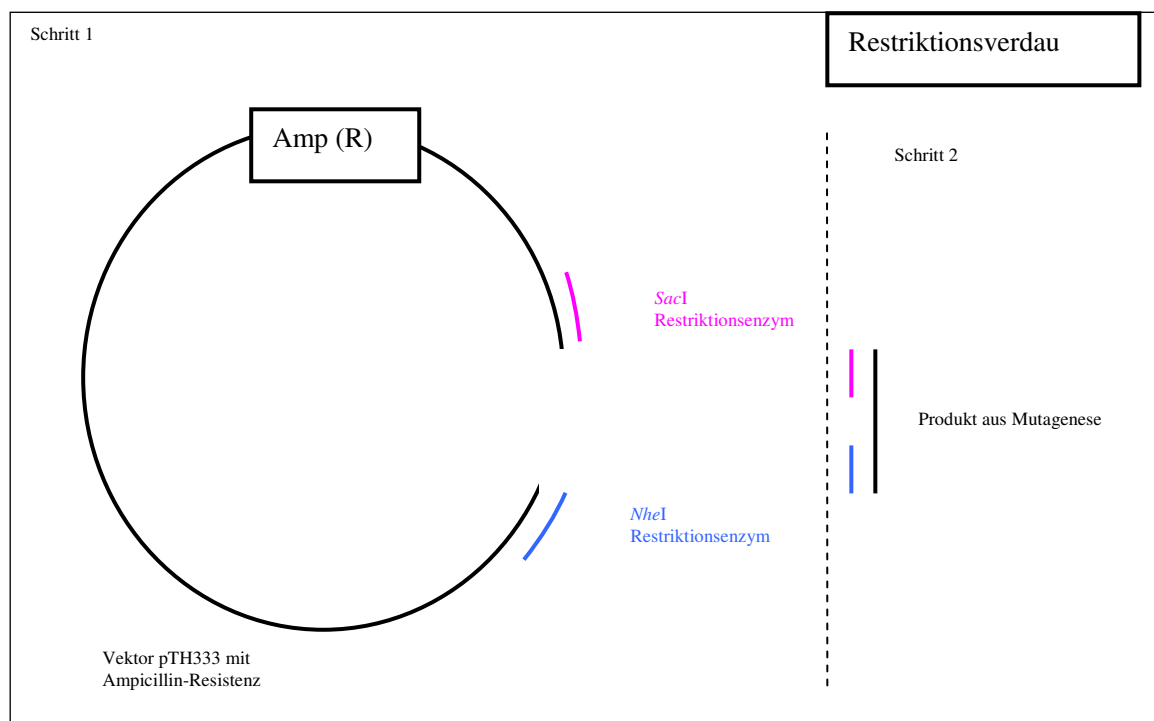 Schritt 1
Restriktionsverdau
Amp (R)
Schritt 2
SacI
Restriktionsenzym
Produkt aus Mutagenese
NheI
Restriktionsenzym
Vektor pTH333 mit
Ampicillin-Resistenz